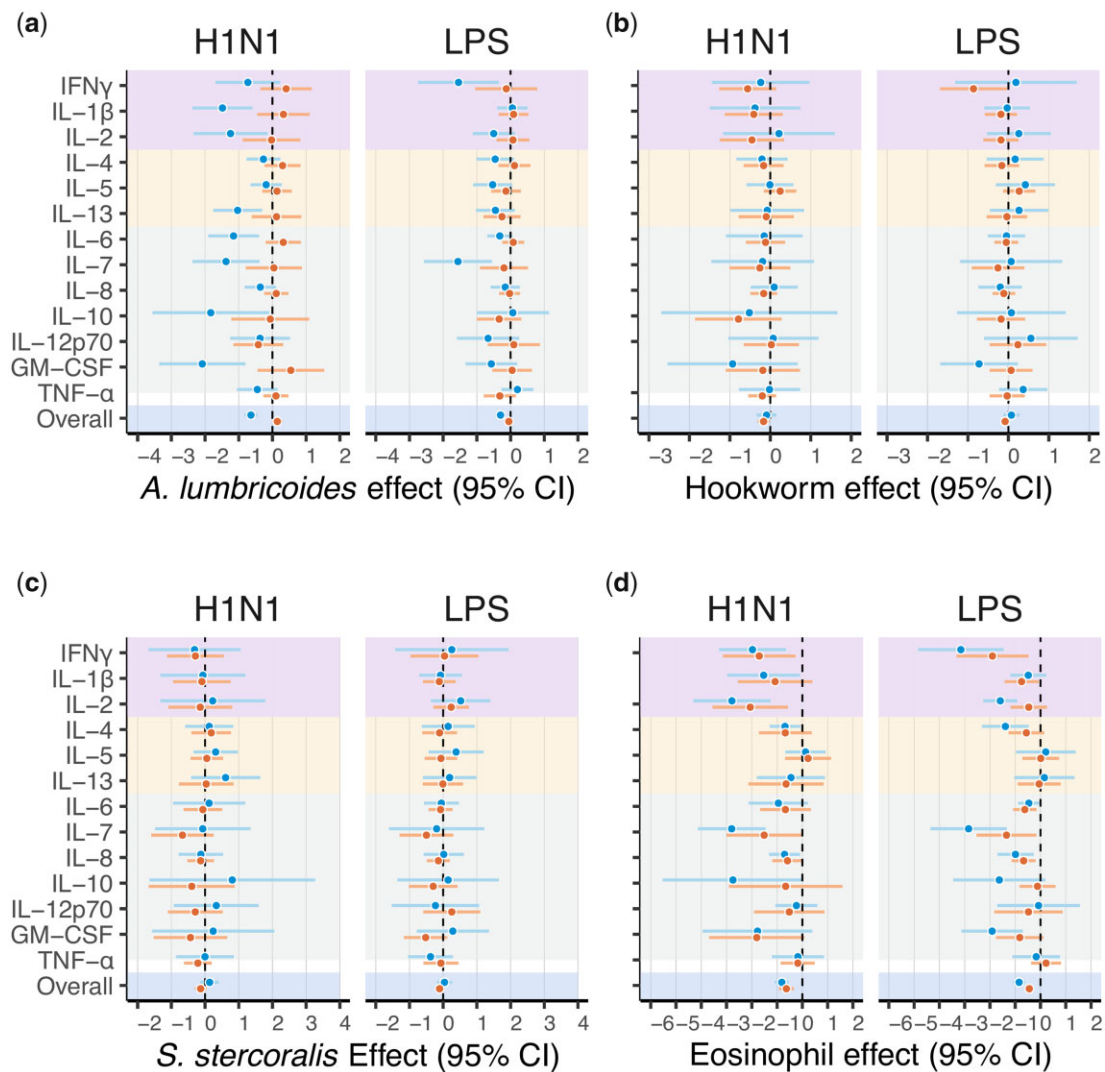 (a) (b)
H1N1 LPS H1N1 LPS
IFNγ
IL−1β
IL−2
IL−4
IL−5
IL−13
IL−6
IL−7
IL−8
IL−10
IL−12p70
GM−CSF
TNF−α
Overall
−4 −3 −2 −1 0 1 2 −4 −3 −2 −1 0 1 2 −3 −2 −1 0 1 2 −3 −2 −1 0 1 2
A. lumbricoides effect (95% CI) Hookworm effect (95% CI)
(c) (d)
H1N1 LPS H1N1 LPS
IFNγ
IL−1β
IL−2
IL−4
IL−5
IL−13
IL−6
IL−7
IL−8
IL−10
IL−12p70
GM−CSF
TNF−α
Overall
−2 −1 0 1 2 3 4 −2 −1 0 1 2 3 4 −6−5−4−3−2−10 1 2 −6−5−4−3−2−10 1 2
S. stercoralis Effect (95% CI) Eosinophil effect (95% CI)